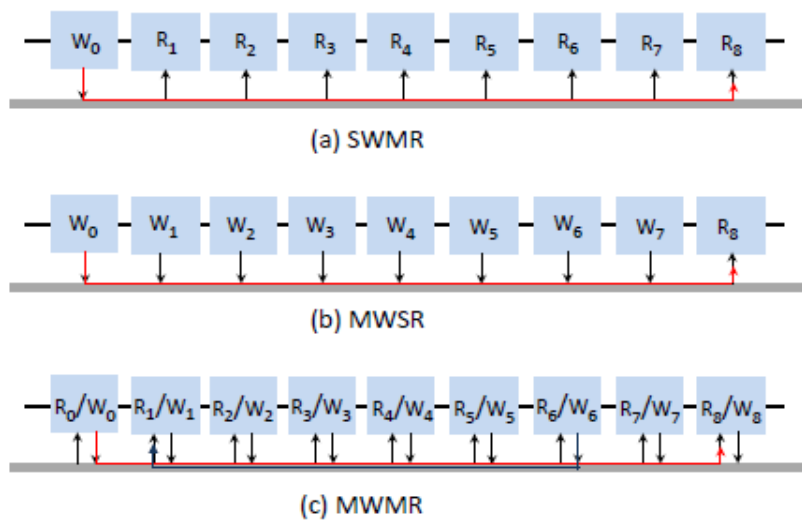 W₀ R₁ R₂ R₃ R₄ R₅ R₆ R₇ R₈
(a) SWMR
W₀ W₁ W₂ W₃ W₄ W₅ W₆ W₇ R₈
(b) MWSR
R₀/W₀ R₁/W₁ R₂/W₂ R₃/W₃ R₄/W₄ R₅/W₅ R₆/W₆ R₇/W₇ R₈/W₈
(c) MWMR